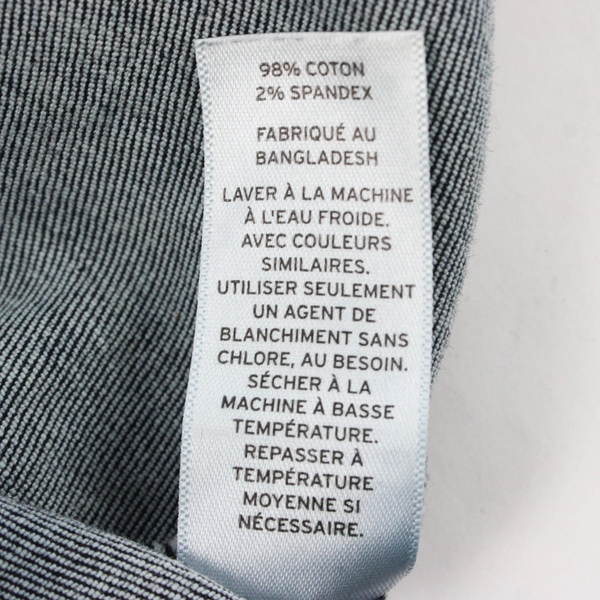 98% COTON
2% SPANDEX
FABRIQUÉ AU
BANGLADESH
LAVER À LA MACHINE
À L'EAU FROIDE.
AVEC COULEURS
SIMILAIRES.
UTILISER SEULEMENT
UN AGENT DE
BLANCHIMENT SANS
CHLORE, AU BESOIN.
SÉCHER À LA
MACHINE À BASSE
TEMPÉRATURE.
REPASSER À
TEMPÉRATURE
MOYENNE SI
NÉCESSAIRE.